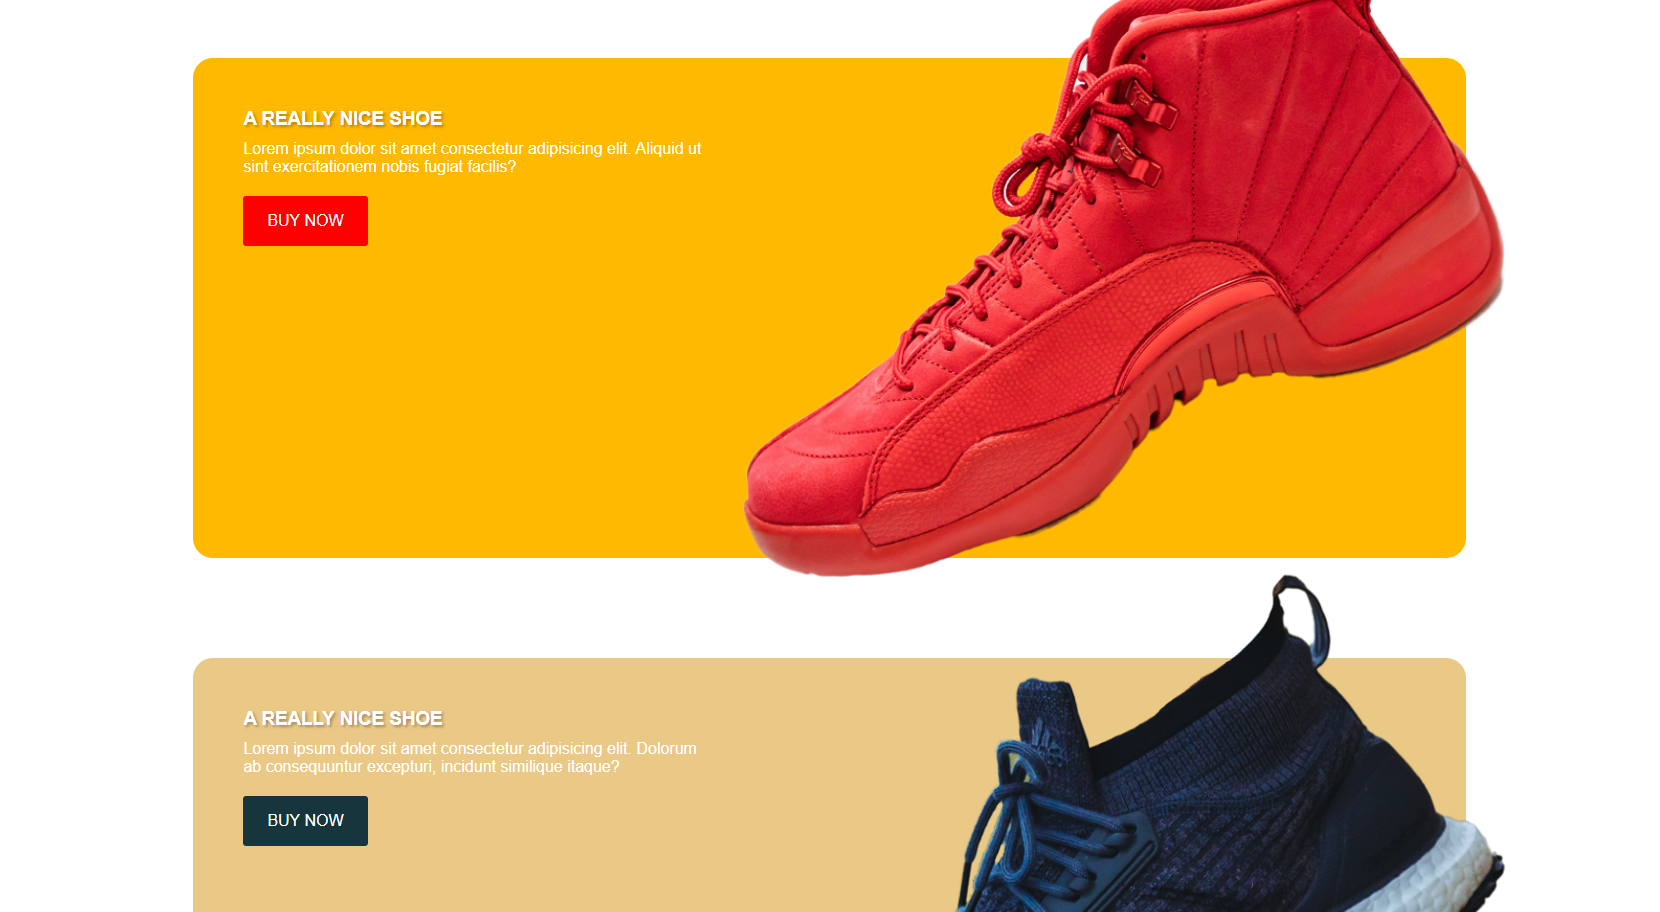 A REALLY NICE SHOE
Lorem ipsum dolor sit amet consectetur adipisicing elit. Aliquid ut
sint exercitationem nobis fugiat facilis?
BUY NOW
A REALLY NICE SHOE
Lorem ipsum dolor sit amet consectetur adipisicing elit. Dolorum
ab consequuntur excepturi, incidunt similique itaque?
BUY NOW